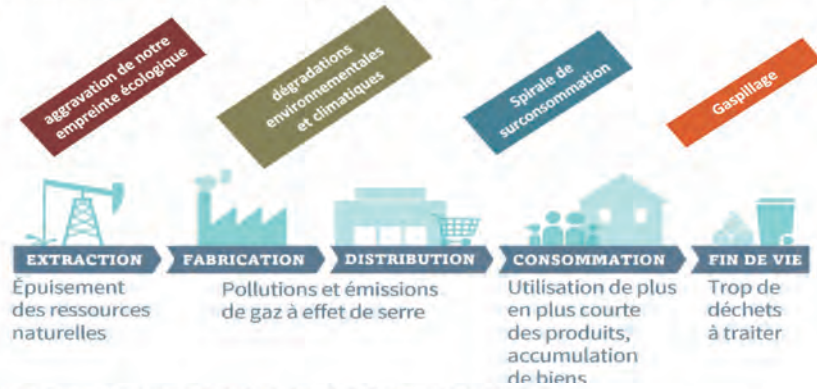 aggravation de notre
empreinte écologique
dégradations
environnementales
et climatiques
Spirale de
surconsommation
Gaspillage
EXTRACTION
FABRICATION
DISTRIBUTION
CONSOMMATION
FIN DE VIE
Épuisement
des ressources
naturelles
Pollutions et émissions
de gaz à effet de serre
Utilisation de plus
en plus courte
des produits,
accumulation
de biens
Trop de
déchets
à traiter